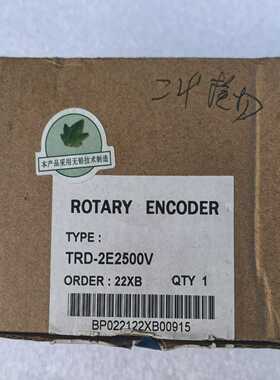 本产品采用无铅技术制造
ROTARY ENCODER
TYPE :
TRD-2E2500V
ORDER : 22XB QTY 1
BP022122XB00915